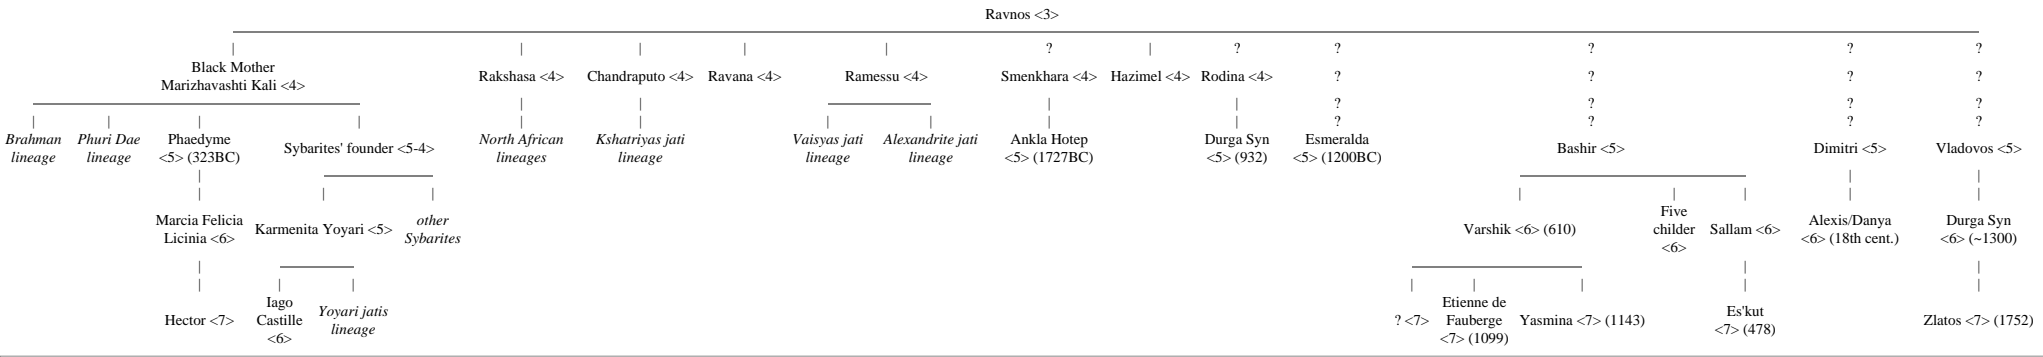 Ravnos <3>
? ? ? ? ? ?
Black Mother
Marizhavashti Kali <4>
Rakshasa <4> Chandraputo <4> Ravana <4> Ramessu <4> Smenkhara <4> Hazimel <4> Rodina <4> ? ? ? ?
? ? ? ?
? ? ? ?
Brahman
lineage
Phuri Dae
lineage
Phaedyme
<5> (323BC)
Sybarites' founder <5-4>
North African
lineages
Kshatriyas jati
lineage
Vaisyas jati
lineage
Alexandrite jati
lineage
Ankla Hotep
<5> (1727BC)
Durga Syn
<5> (932)
Esmeralda
<5> (1200BC)
Bashir <5>
Dimitri <5>
Vladovos <5>
Marcia Felicia
Licinia <6>
Karmenita Yoyari <5>
other
Sybarites
Varshik <6> (610)
Five
childer
<6>
Sallam <6>
Alexis/Danya
<6> (18th cent.)
Durga Syn
<6> (~1300)
Hector <7>
Iago
Castille
<6>
Yoyari jatis
lineage
? <7>
Etienne de
Fauberge
<7> (1099)
Yasmina <7> (1143)
Es'kut
<7> (478)
Zlatos <7> (1752)